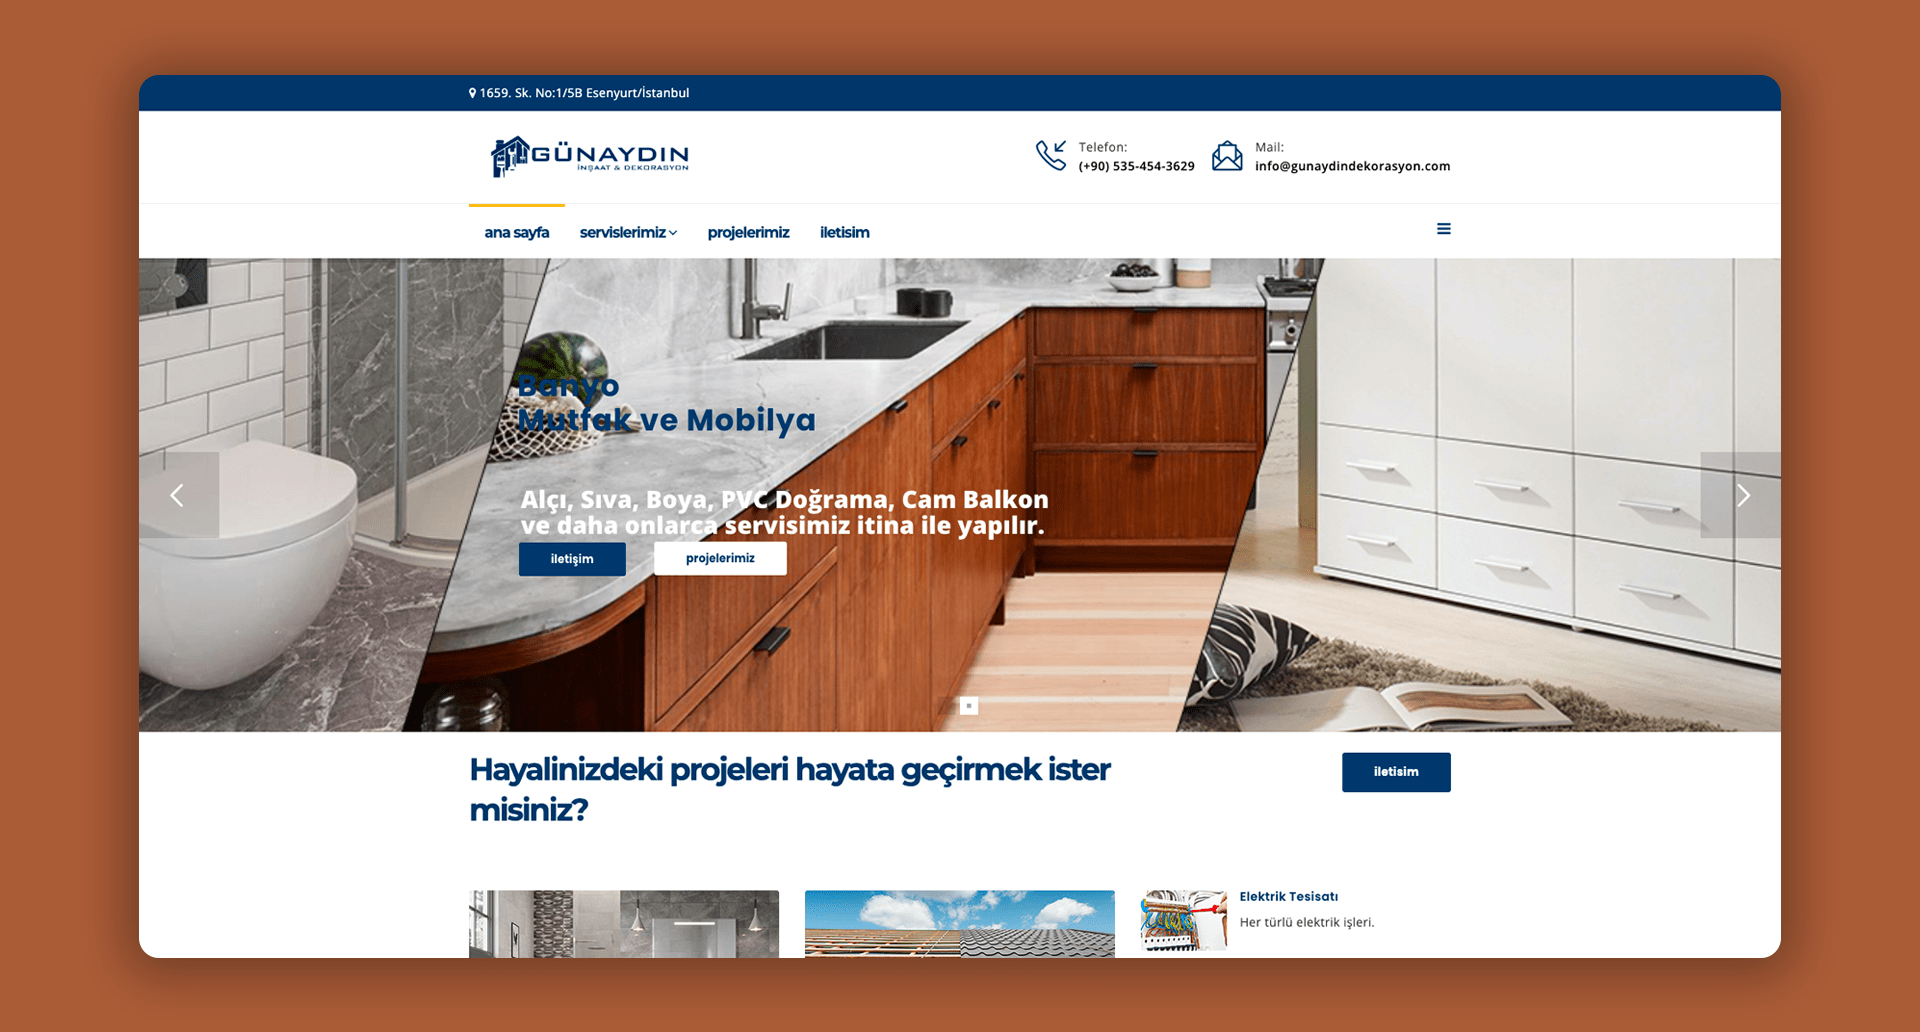 1659. Sk. No:1/5B Esenyurt/İstanbul
GÜNAYDIN
İNŞAAT & DEKORASYON
Telefon:
(+90) 535-454-3629
Mail:
info@gunaydindekorasyon.com
ana sayfa
servislerimiz
projelerimiz
iletisim
Banyo
Mutfak ve Mobilya
Alçı, Sıva, Boya, PVC Doğrama, Cam Balkon
ve daha onlarca servisimiz itina ile yapılır.
iletişim
projelerimiz
Hayalinizdeki projeleri hayata geçirmek ister
misiniz?
iletisim
Elektrik Tesisatı
Her türlü elektrik işleri.